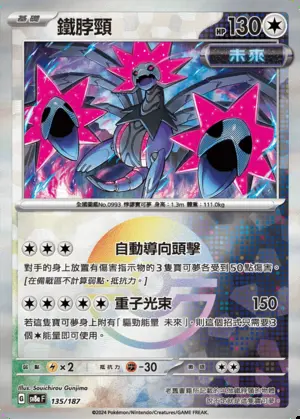 基礎
鐵脖頸
HP 130
未來
全國圖鑑No.0993 悖謬寶可夢 身高:1.3m 體重:111.0kg
自動導向頭擊
對手的身上放置有傷害指示物的3隻寶可夢各受到50點傷害。
[在備戰區不計算弱點、抵抗力。]
重子光束 150
若這隻寶可夢身上附有「驅勁能量 未來」,則這個招式只需要3個
能量即可使用。
Illus. Souichirou Gunjima
弱點 ×2 抵抗力 -30 撤退
G sv8a F 135/187
©2024 Pokémon/Nintendo/Creatures/GAME FREAK.